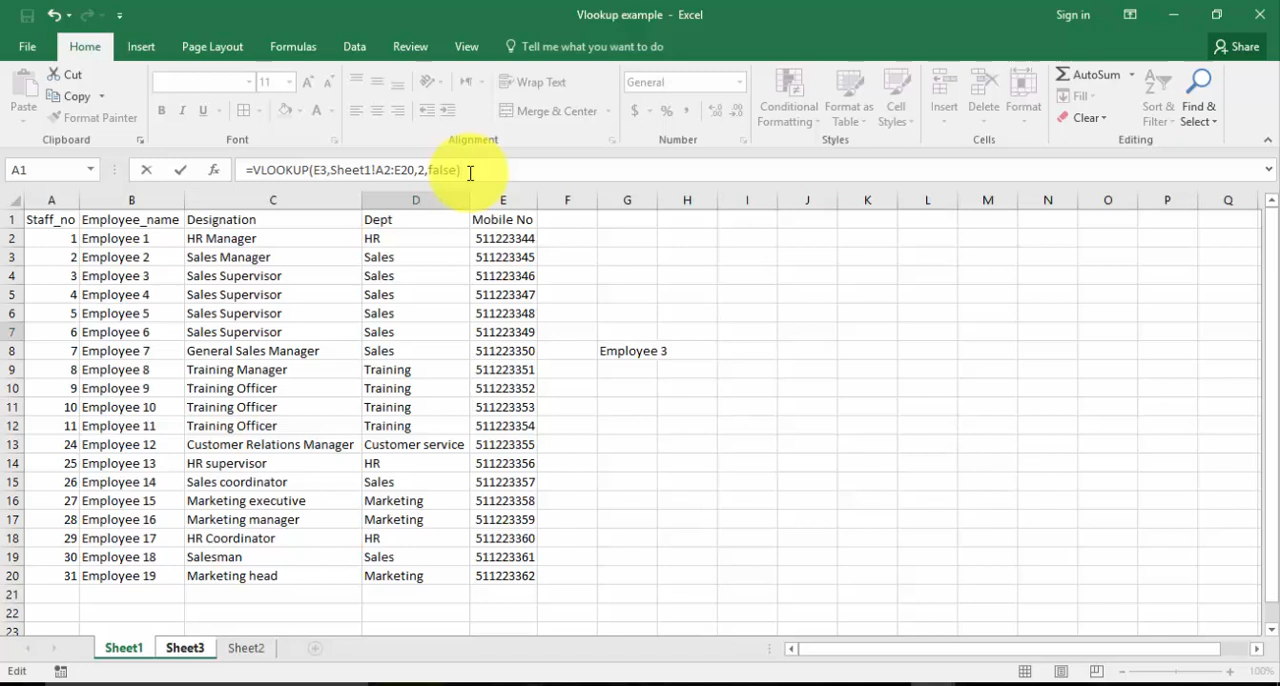 Vlookup example - Excel
Sign in
File Home Insert Page Layout Formulas Data Review View Tell me what you want to do Share
Paste
Cut
Copy
Format Painter
Clipboard
11
B I U
Font
Wrap Text
Merge & Center
Alignment
General
$ % ,
Number
Conditional Formatting
Format as Table
Cell Styles
Styles
Insert
Delete
Format
Cells
AutoSum
Fill
Clear
Sort & Filter
Find & Select
Editing
A1 fx =VLOOKUP(E3,Sheet1!A2:E20,2,false)
A B C D E F G H I J K L M N O P Q
1 Staff_no Employee_name Designation Dept Mobile No
2 1 Employee 1 HR Manager HR 511223344
3 2 Employee 2 Sales Manager Sales 511223345
4 3 Employee 3 Sales Supervisor Sales 511223346
5 4 Employee 4 Sales Supervisor Sales 511223347
6 5 Employee 5 Sales Supervisor Sales 511223348
7 6 Employee 6 Sales Supervisor Sales 511223349
8 7 Employee 7 General Sales Manager Sales 511223350 Employee 3
9 8 Employee 8 Training Manager Training 511223351
10 9 Employee 9 Training Officer Training 511223352
11 10 Employee 10 Training Officer Training 511223353
12 11 Employee 11 Training Officer Training 511223354
13 24 Employee 12 Customer Relations Manager Customer service 511223355
14 25 Employee 13 HR supervisor HR 511223356
15 26 Employee 14 Sales coordinator Sales 511223357
16 27 Employee 15 Marketing executive Marketing 511223358
17 28 Employee 16 Marketing manager Marketing 511223359
18 29 Employee 17 HR Coordinator HR 511223360
19 30 Employee 18 Salesman Sales 511223361
20 31 Employee 19 Marketing head Marketing 511223362
21
22
23
Sheet1 Sheet3 Sheet2
Edit 100%